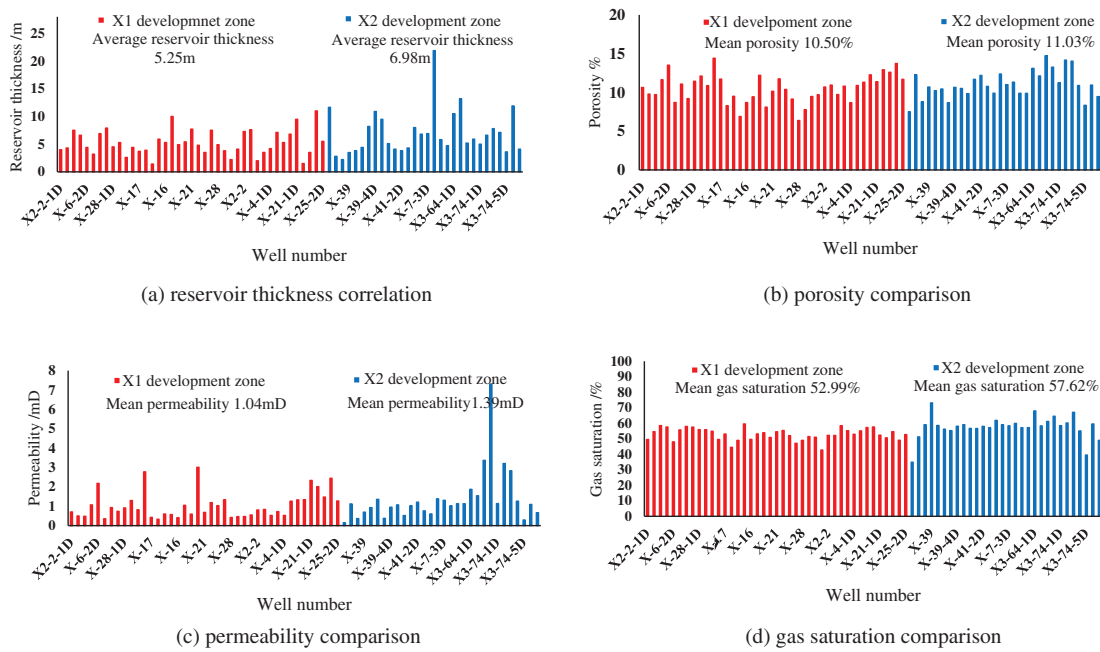 X1 developmnet zone
Average reservoir thickness
5.25m
X2 development zone
Average reservoir thickness
6.98m
Reservoir thickness /m
25
20
15
10
5
0
X2-2-1D
X-6-2D
X-28-1D
X-17
X-16
X-21
X-28
X2-2
X-4-1D
X-21-1D
X-25-2D
X-39
X-39-4D
X-41-2D
X-7-3D
X3-64-1D
X3-74-1D
X3-74-5D
Well number
(a) reservoir thickness correlation
X1 develpoment zone
Mean porosity 10.50%
X2 development zone
Mean porosity 11.03%
Porosity %
20
15
10
5
0
X2-2-1D
X-6-2D
X-28-1D
X-17
X-16
X-21
X-28
X2-2
X-4-1D
X-21-1D
X-25-2D
X-39
X-39-4D
X-41-2D
X-7-3D
X3-64-1D
X3-74-1D
X3-74-5D
Well number
(b) porosity comparison
X1 development zone
Mean permeability 1.04mD
X2 development zone
Mean permeability1.39mD
Permeability /mD
8
7
6
5
4
3
2
1
0
X2-2-1D
X-6-2D
X-28-1D
X-17
X-16
X-21
X-28
X2-2
X-4-1D
X-21-1D
X-25-2D
X-39
X-39-4D
X-41-2D
X-7-3D
X3-64-1D
X3-74-1D
X3-74-5D
Well number
(c) permeability comparison
X1 development zone
Mean gas saturation 52.99%
X2 development zone
Mean gas saturation 57.62%
Gas saturation /%
100
90
80
70
60
50
40
30
20
10
0
X2-2-1D
X-6-2D
X-28-1D
X-16
X-21
X-28
X2-2
X-4-1D
X-21-1D
X-25-2D
X-39
X-39-4D
X-41-2D
X-7-3D
X3-64-1D
X3-74-1D
X3-74-5D
Well number
(d) gas saturation comparison